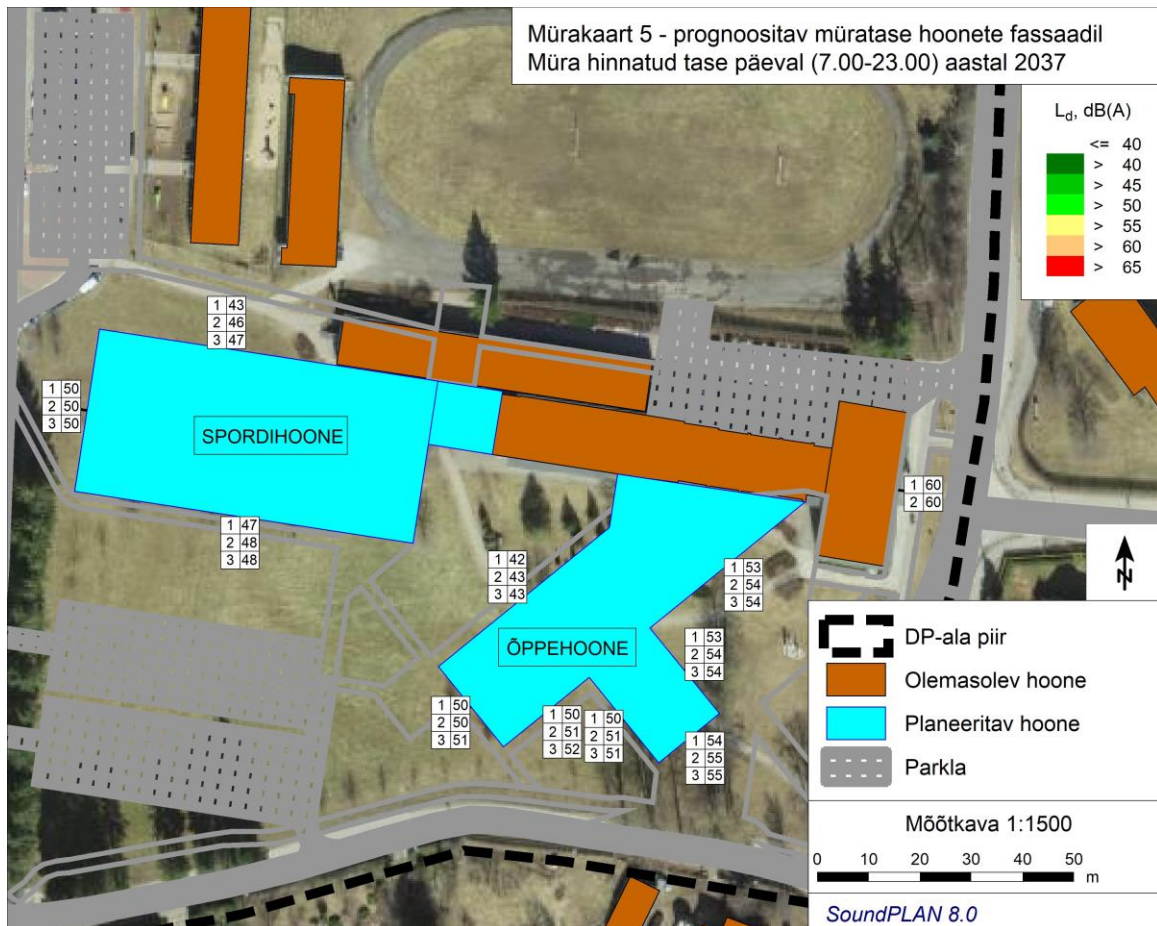 Mürakaart 5 - prognoositav müratase hoonete fassaadil
Müra hinnatud tase päeval (7.00-23.00) aastal 2037
L_d, dB(A)
<= 40
> 40
> 45
> 50
> 55
> 60
> 65
1 43
2 46
3 47
1 50
2 50
3 50
SPORDIHOONE
1 60
2 60
1 47
2 48
3 48
1 42
2 43
3 43
1 53
2 54
3 54
N
ÕPPEHOONE
1 53
2 54
3 54
1 50
2 50
3 51
1 50
2 51
3 52
1 50
2 51
3 51
1 54
2 55
3 55
DP-ala piir
Olemasolev hoone
Planeeritav hoone
Parkla
Mõõtkava 1:1500
0 10 20 30 40 50
m
SoundPLAN 8.0